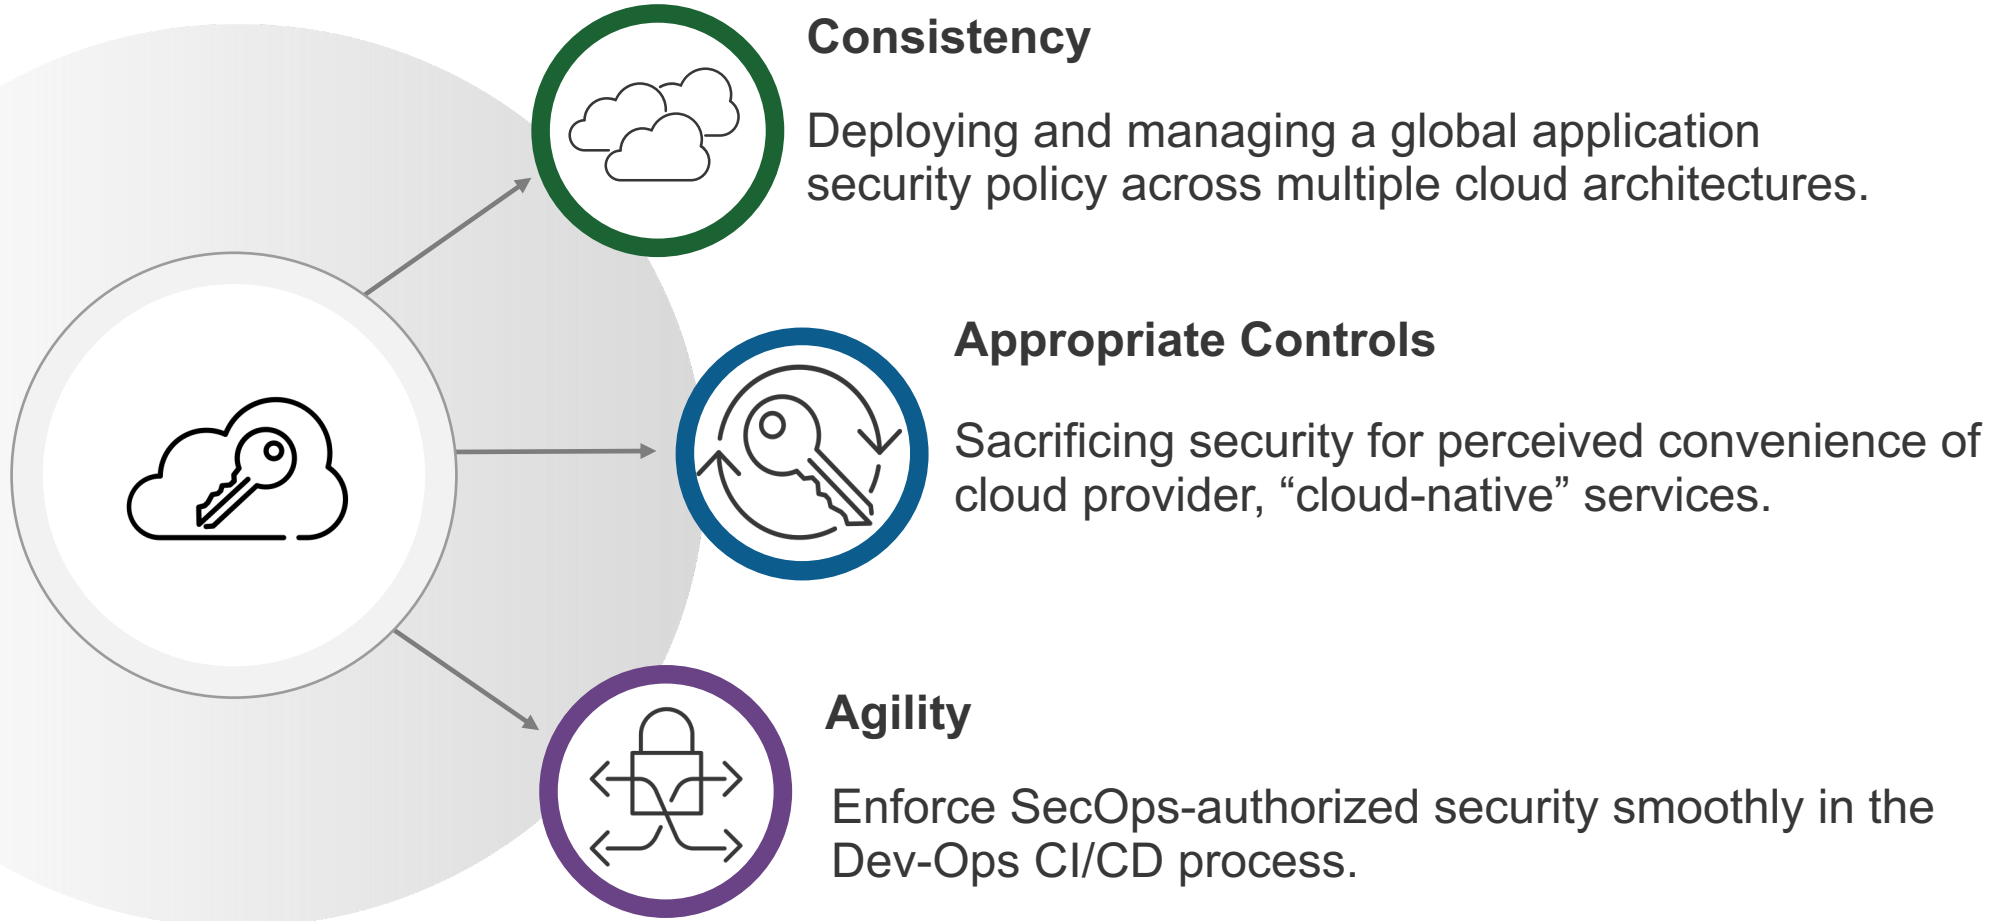 Consistency
Deploying and managing a global application
security policy across multiple cloud architectures.
Appropriate Controls
Sacrificing security for perceived convenience of
cloud provider, “cloud-native” services.
Agility
Enforce SecOps-authorized security smoothly in the
Dev-Ops CI/CD process.